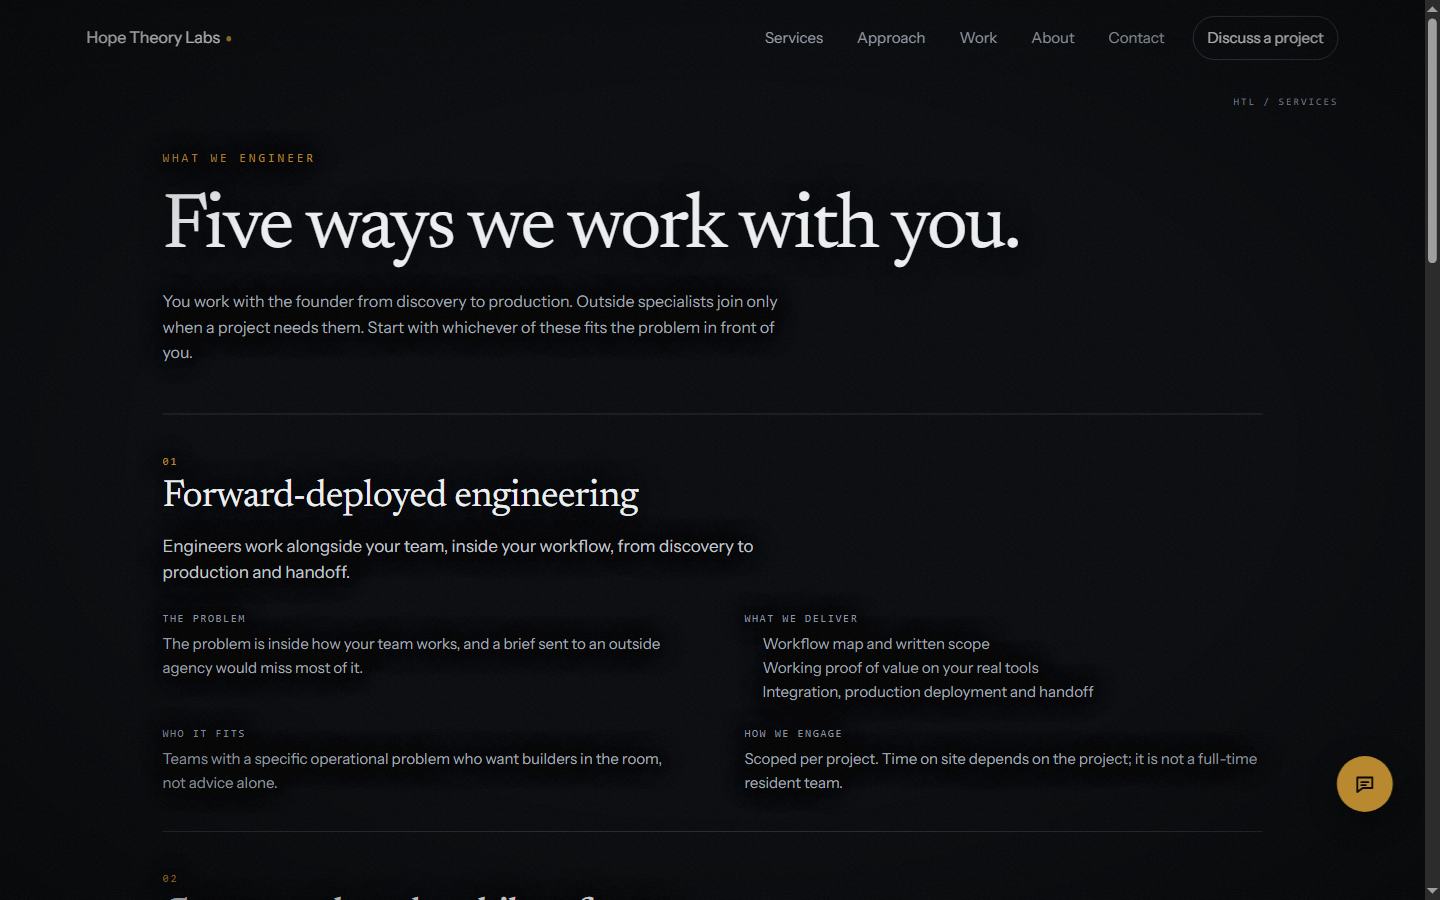 Hope Theory Labs
Services Approach Work About Contact Discuss a project
HTL / SERVICES
WHAT WE ENGINEER
Five ways we work with you.
You work with the founder from discovery to production. Outside specialists join only
when a project needs them. Start with whichever of these fits the problem in front of
you.
01
Forward-deployed engineering
Engineers work alongside your team, inside your workflow, from discovery to
production and handoff.
THE PROBLEM
The problem is inside how your team works, and a brief sent to an outside
agency would miss most of it.
WHAT WE DELIVER
Workflow map and written scope
Working proof of value on your real tools
Integration, production deployment and handoff
WHO IT FITS
Teams with a specific operational problem who want builders in the room,
not advice alone.
HOW WE ENGAGE
Scoped per project. Time on site depends on the project; it is not a full-time
resident team.
02